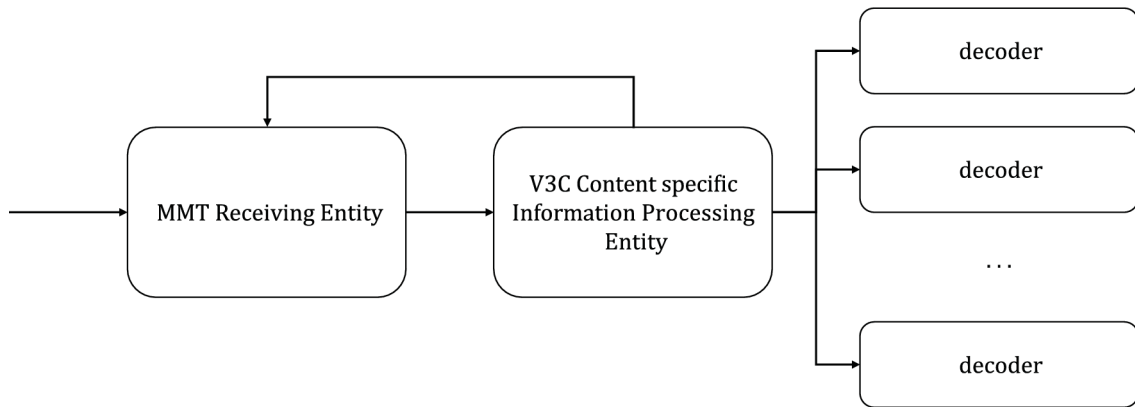 MMT Receiving Entity
V3C Content specific
Information Processing
Entity
decoder
decoder
...
decoder